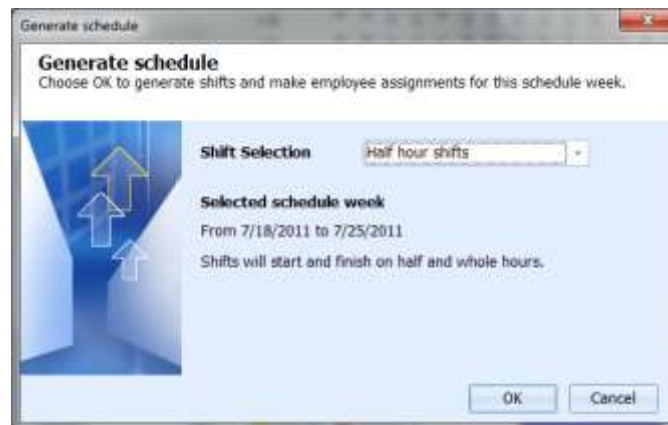 Generate schedule
Generate schedule
Choose OK to generate shifts and make employee assignments for this schedule week.
Shift Selection Half hour shifts
Selected schedule week
From 7/18/2011 to 7/25/2011
Shifts will start and finish on half and whole hours.
OK Cancel